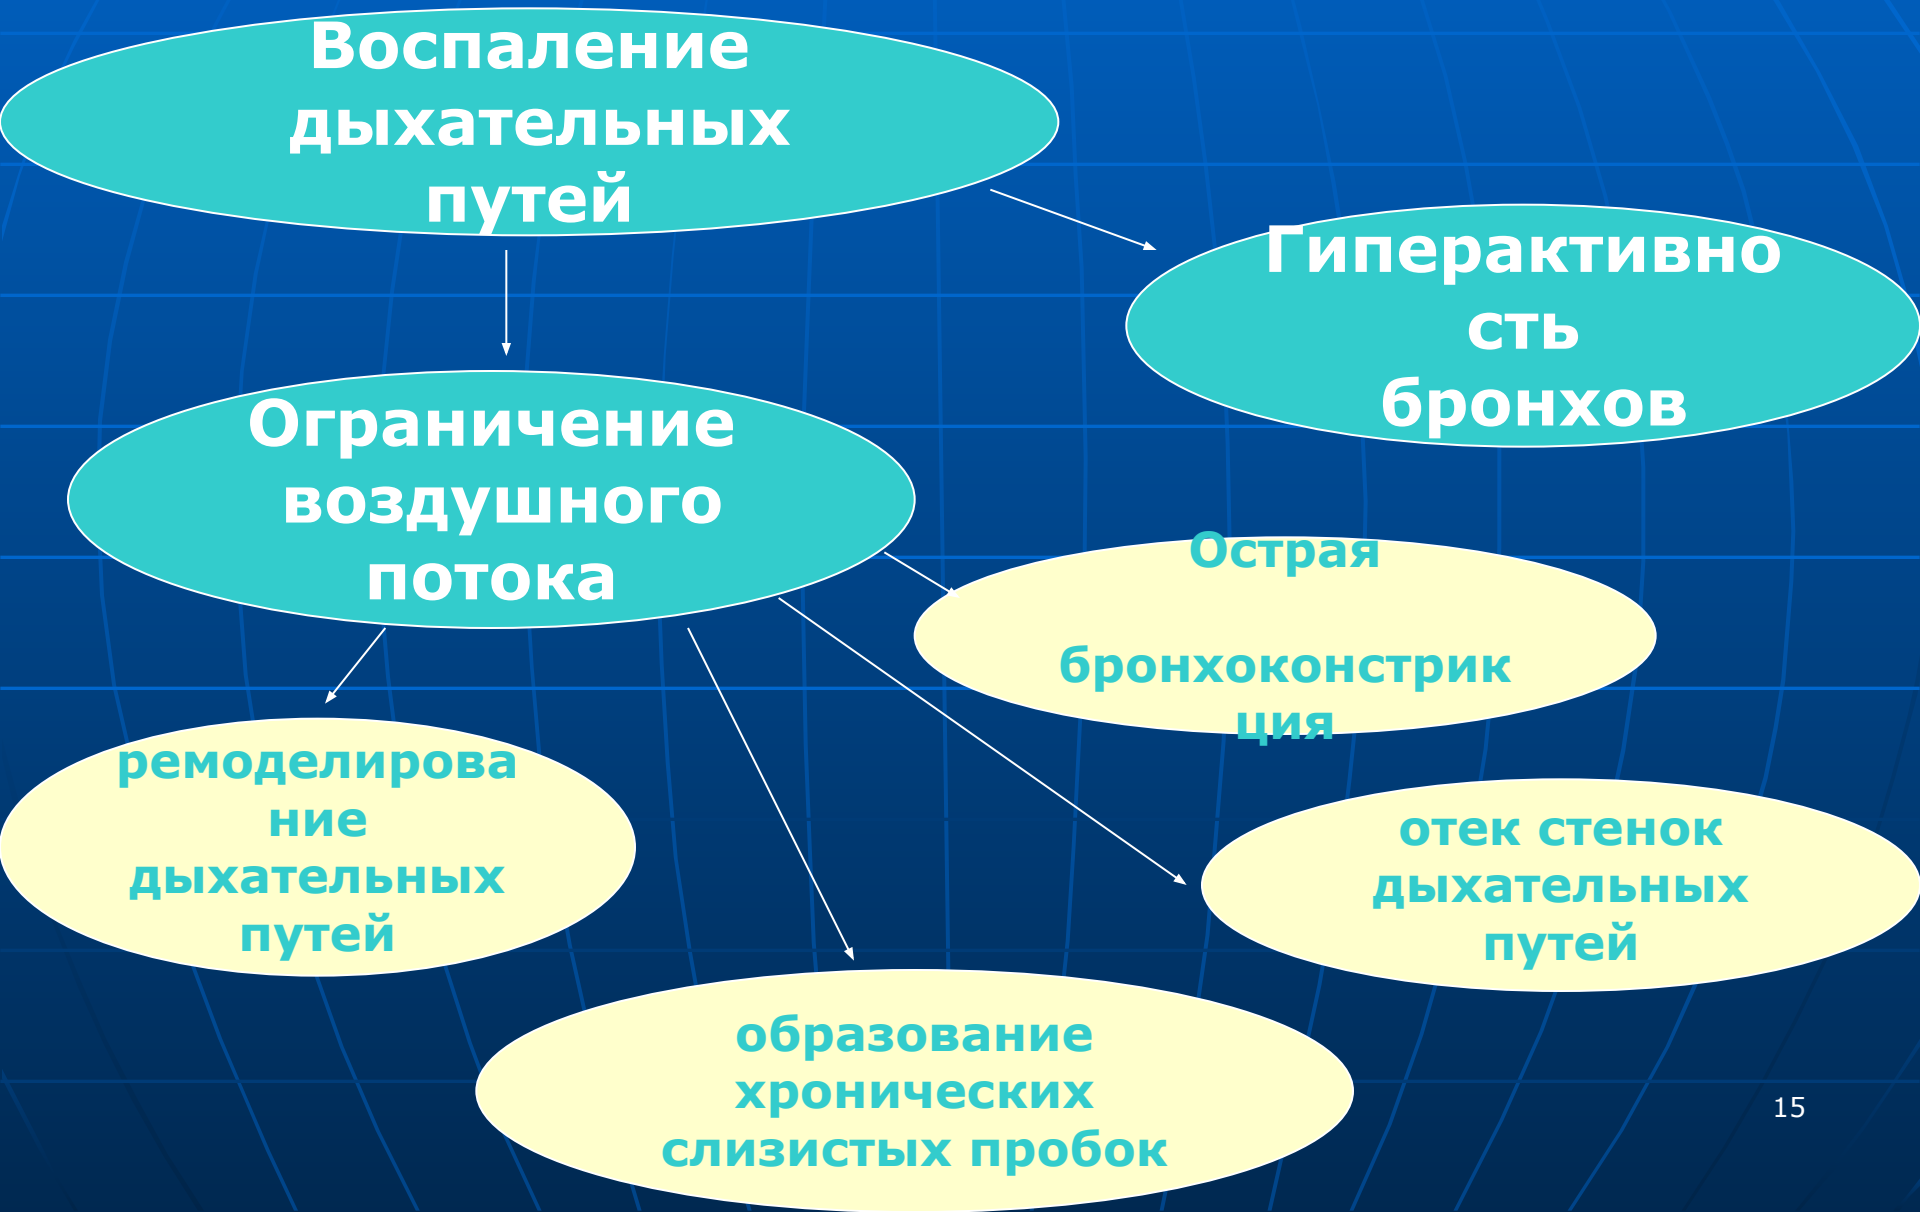 Воспаление
дыхательных
путей
Гиперактивно
сть
бронхов
Ограничение
воздушного
потока
Острая
бронхоконстрик
ция
ремоделирова
ние
дыхательных
путей
отек стенок
дыхательных
путей
образование
хронических
слизистых пробок
15